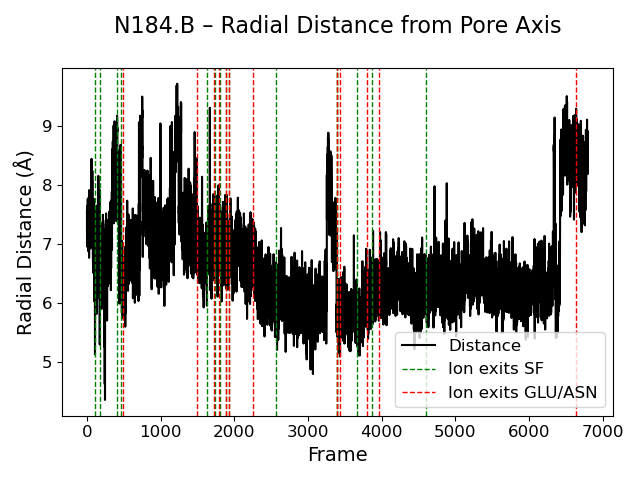 N184.B – Radial Distance from Pore Axis
Radial Distance (Å)
9
8
7
6
5
Distance
Ion exits SF
Ion exits GLU/ASN
0 1000 2000 3000 4000 5000 6000 7000
Frame